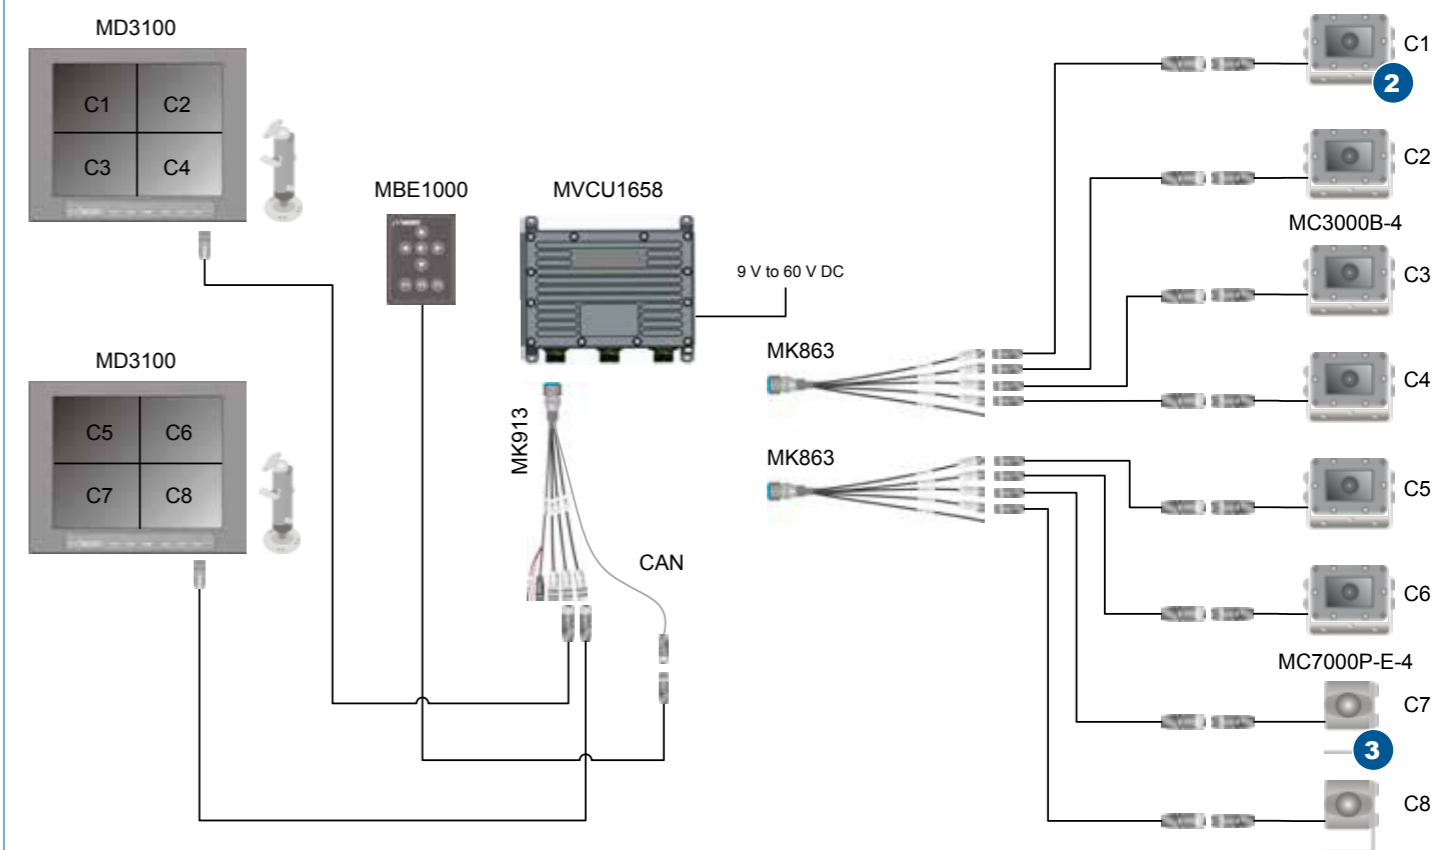 MD3100
C1 C2
C3 C4
MBE1000
MVCU1658
9 V to 60 V DC
MD3100
C5 C6
C7 C8
MK913
CAN
MK863
MK863
C1
2
C2
MC3000B-4
C3
C4
C5
C6
MC7000P-E-4
C7
3
C8